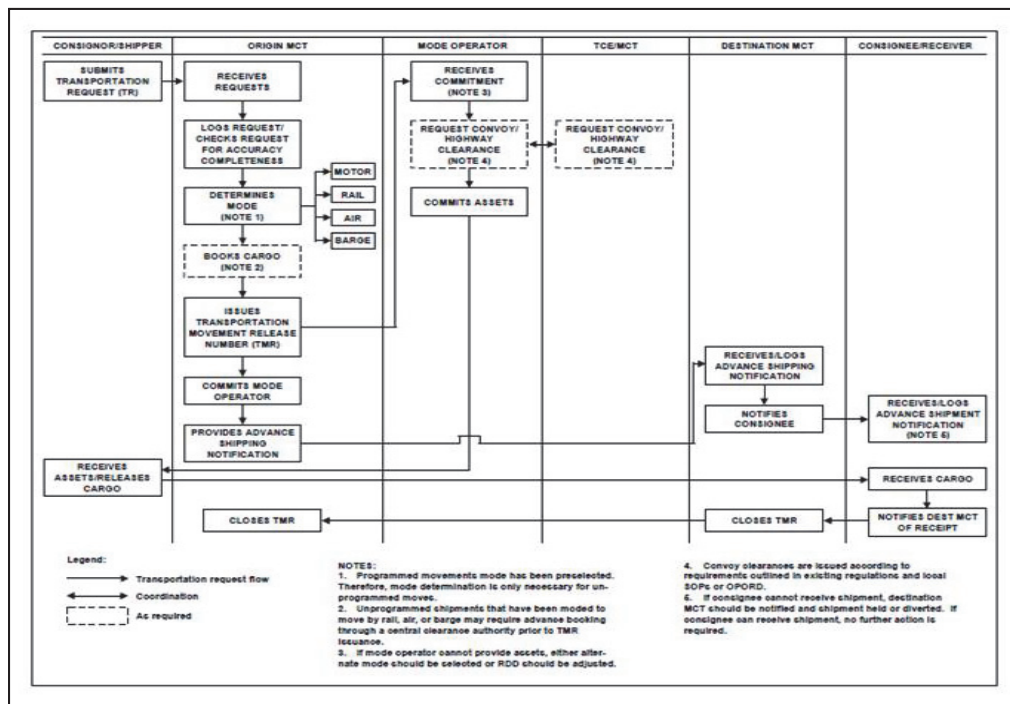 CONSIGNOR/SHIPPER
ORIGIN MCT
MODE OPERATOR
TCE/MCT
DESTINATION MCT
CONSIGNEE/RECEIVER
SUBMITS
TRANSPORTATION
REQUEST (TR)
RECEIVES
REQUESTS
RECEIVES
COMMITMENT
(NOTE 3)
LOGS REQUEST/
CHECKS REQUEST
FOR ACCURACY
COMPLETENESS
REQUEST CONVOY/
HIGHWAY
CLEARANCE
(NOTE 4)
REQUEST CONVOY/
HIGHWAY
CLEARANCE
(NOTE 4)
DETERMINES
MODE
(NOTE 1)
MOTOR
RAIL
AIR
BARGE
COMMITS ASSETS
BOOKS CARGO
(NOTE 2)
ISSUES
TRANSPORTATION
MOVEMENT RELEASE
NUMBER (TMR)
COMMITS MODE
OPERATOR
PROVIDES ADVANCE
SHIPPING
NOTIFICATION
RECEIVES/LOGS
ADVANCE SHIPPING
NOTIFICATION
NOTIFIES
CONSIGNEE
RECEIVES/LOGS
ADVANCE SHIPMENT
NOTIFICATION
(NOTE 5)
RECEIVES
ASSETS/RELEASES
CARGO
RECEIVES CARGO
CLOSES TMR
CLOSES TMR
NOTIFIES DEST MCT
OF RECEIPT
Legend:
Transportation request flow
Coordination
As required
NOTES:
1. Programmed movements mode has been preselected.
Therefore, mode determination is only necessary for un-
programmed moves.
2. Unprogrammed shipments that have been moded to
move by rail, air, or barge may require advance booking
through a central clearance authority prior to TMR
issuance.
3. If mode operator cannot provide assets, either alter-
nate mode should be selected or RDD should be adjusted.
4. Convoy clearances are issued according to
requirements outlined in existing regulations and local
SOPs or OPORD.
5. If consignee cannot receive shipment, destination
MCT should be notified and shipment held or diverted. If
consignee can receive shipment, no further action is
required.